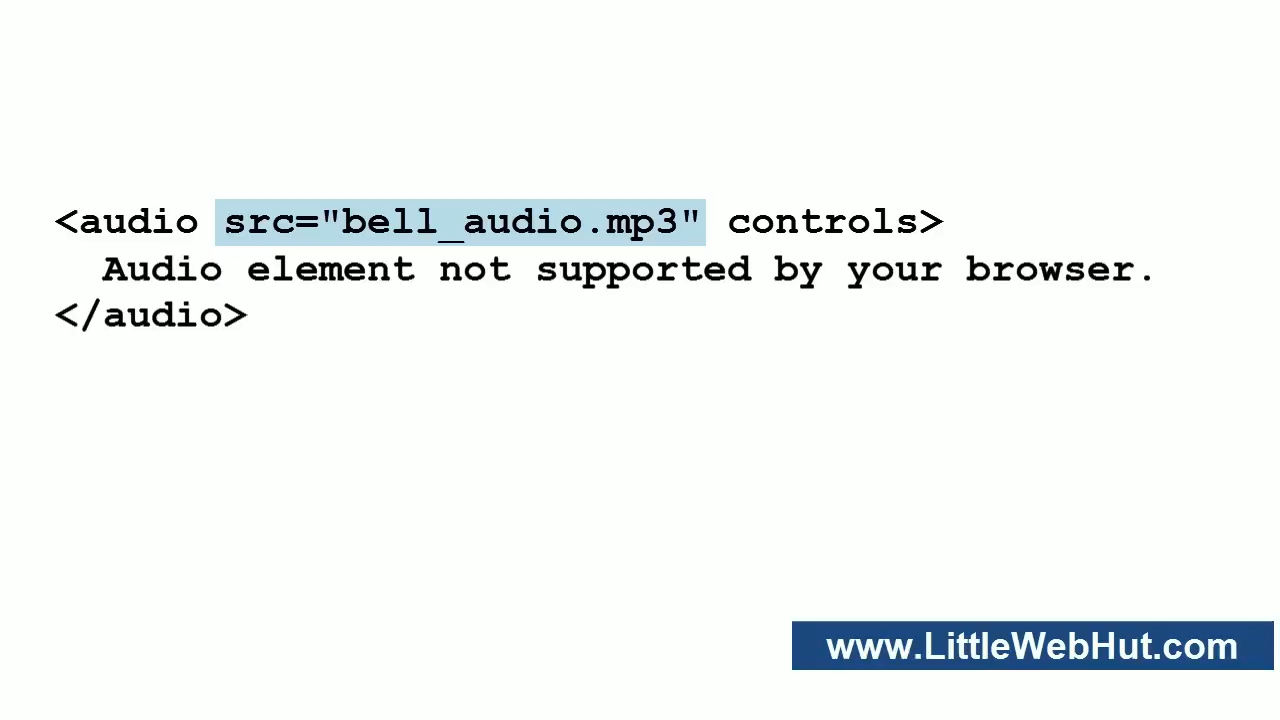 <audio src="bell_audio.mp3" controls>
  Audio element not supported by your browser.
</audio>
www.LittleWebHut.com